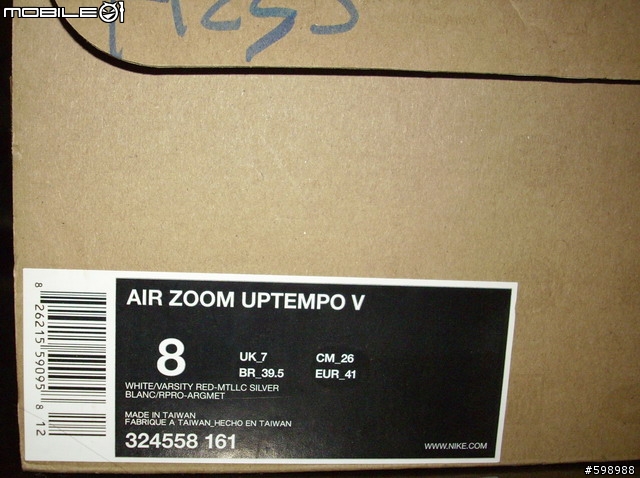 MOBILE01
AIR ZOOM UPTEMPO V
8
UK_7 CM_26
BR_39.5 EUR_41
WHITE/VARSITY RED-MTLLC SILVER
BLANC/RPRO-ARGMET
MADE IN TAIWAN
FABRIQUE A TAIWAN_HECHO EN TAIWAN
324558 161
WWW.NIKE.COM
8 26215 59095 8 12
#598988